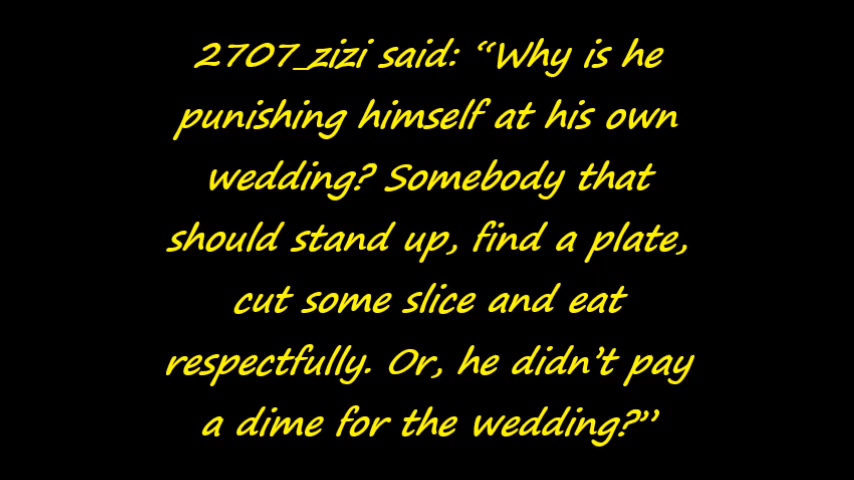 2707_zizi said: “Why is he
punishing himself at his own
wedding? Somebody that
should stand up, find a plate,
cut some slice and eat
respectfully. Or, he didn’t pay
a dime for the wedding?”